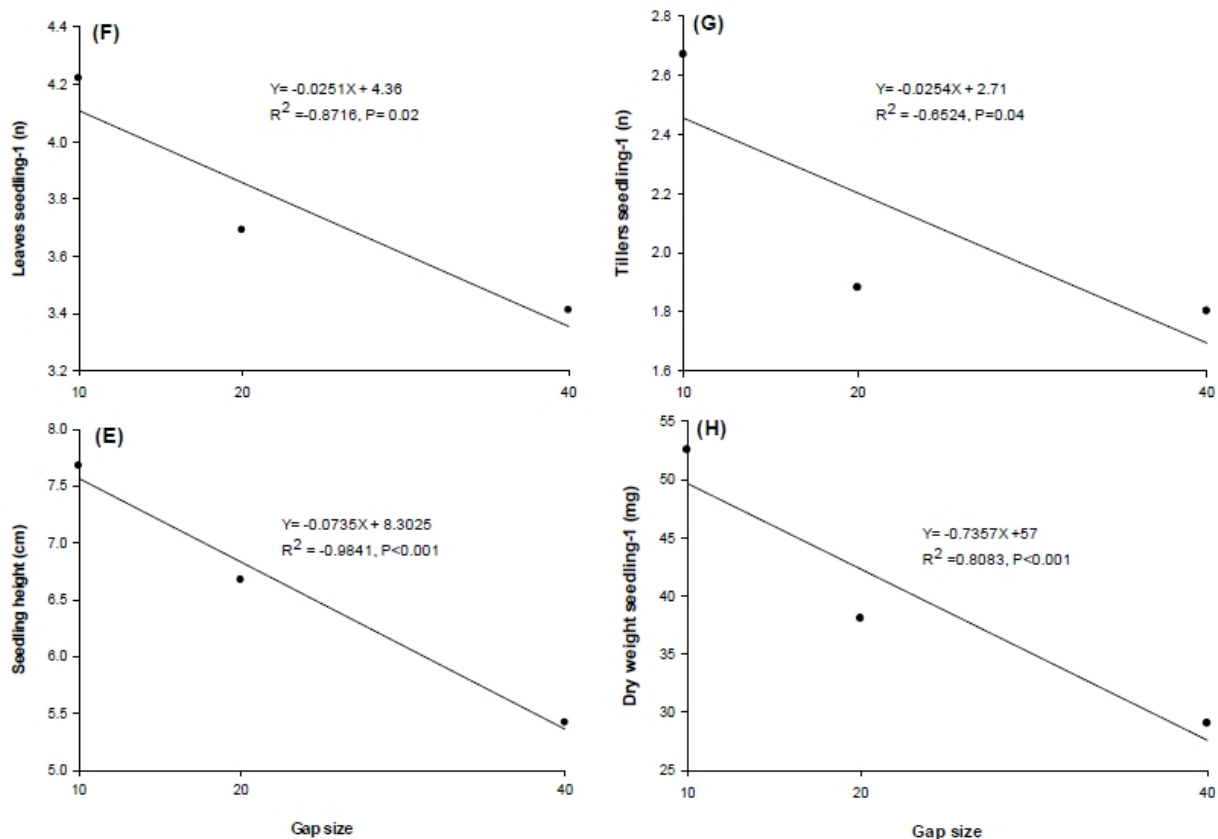 (F)
Leaves seedling-1 (n)
4.4
4.2
4.0
3.8
3.6
3.4
3.2
Y= -0.0251X + 4.36
R2 =-0.8716, P= 0.02
10 20 40
(G)
Tillers seedling-1 (n)
2.8
2.6
2.4
2.2
2.0
1.8
1.6
Y= -0.0254X + 2.71
R2 = -0.6524, P=0.04
10 20 40
(E)
Seedling height (cm)
8.0
7.5
7.0
6.5
6.0
5.5
5.0
Y= -0.0735X + 8.3025
R2 = -0.9841, P<0.001
10 20 40
Gap size
(H)
Dry weight seedling-1 (mg)
55
50
45
40
35
30
25
Y= -0.7357X +57
R2 =0.8083, P<0.001
10 20 40
Gap size